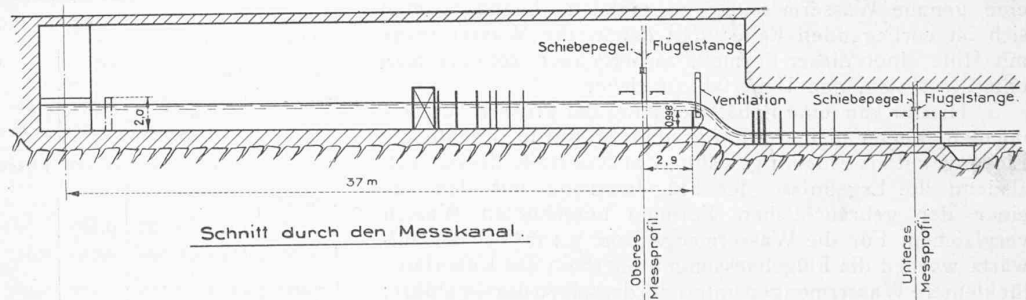 Schiebepegel. Flügelstange
Ventilation
Schiebepegel. Flügelstange.
2,0
0,998
2,9
37 m
Schnitt durch den Messkanal.
Oberes
Messprofil
Unteres
Messprofil.